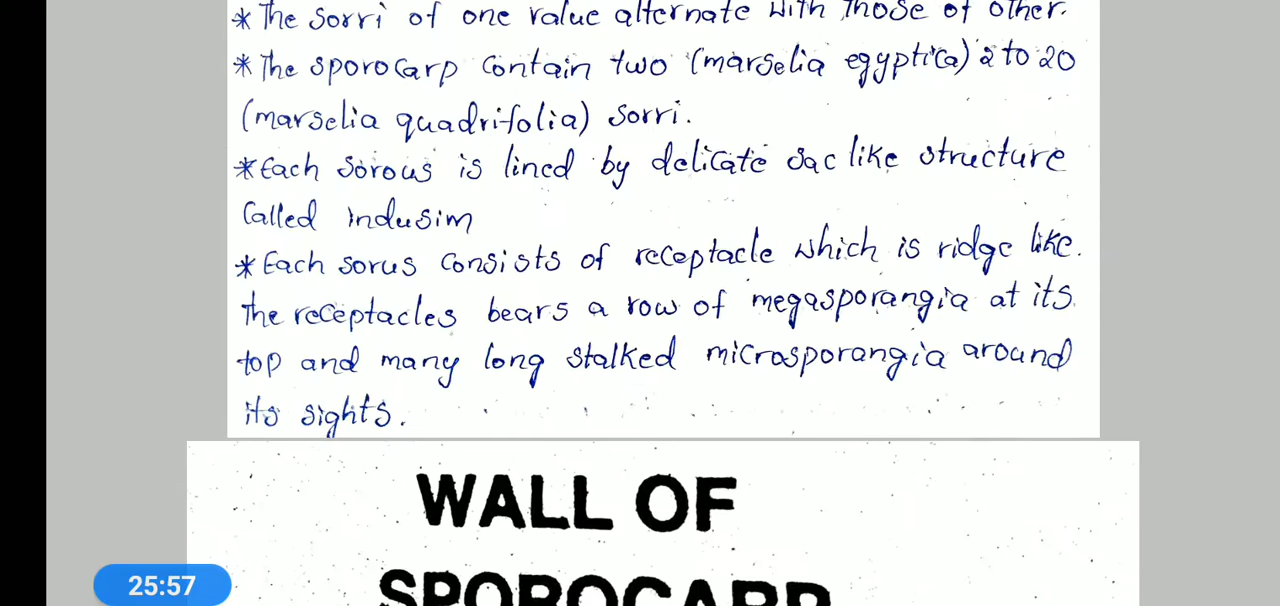 * The sorri of one value alternate with those of other.
* The sporocarp contain two (marselia egyptica) 2 to 20
(marselia quadrifolia) sorri.
* Each sorous is lined by delicate sac like structure
called indusim
* Each sorus consists of receptacle which is ridge like.
The receptacles bears a row of megasporangia at its
top and many long stalked microsporangia around
its sights.
WALL OF
SPOROCARP
25:57